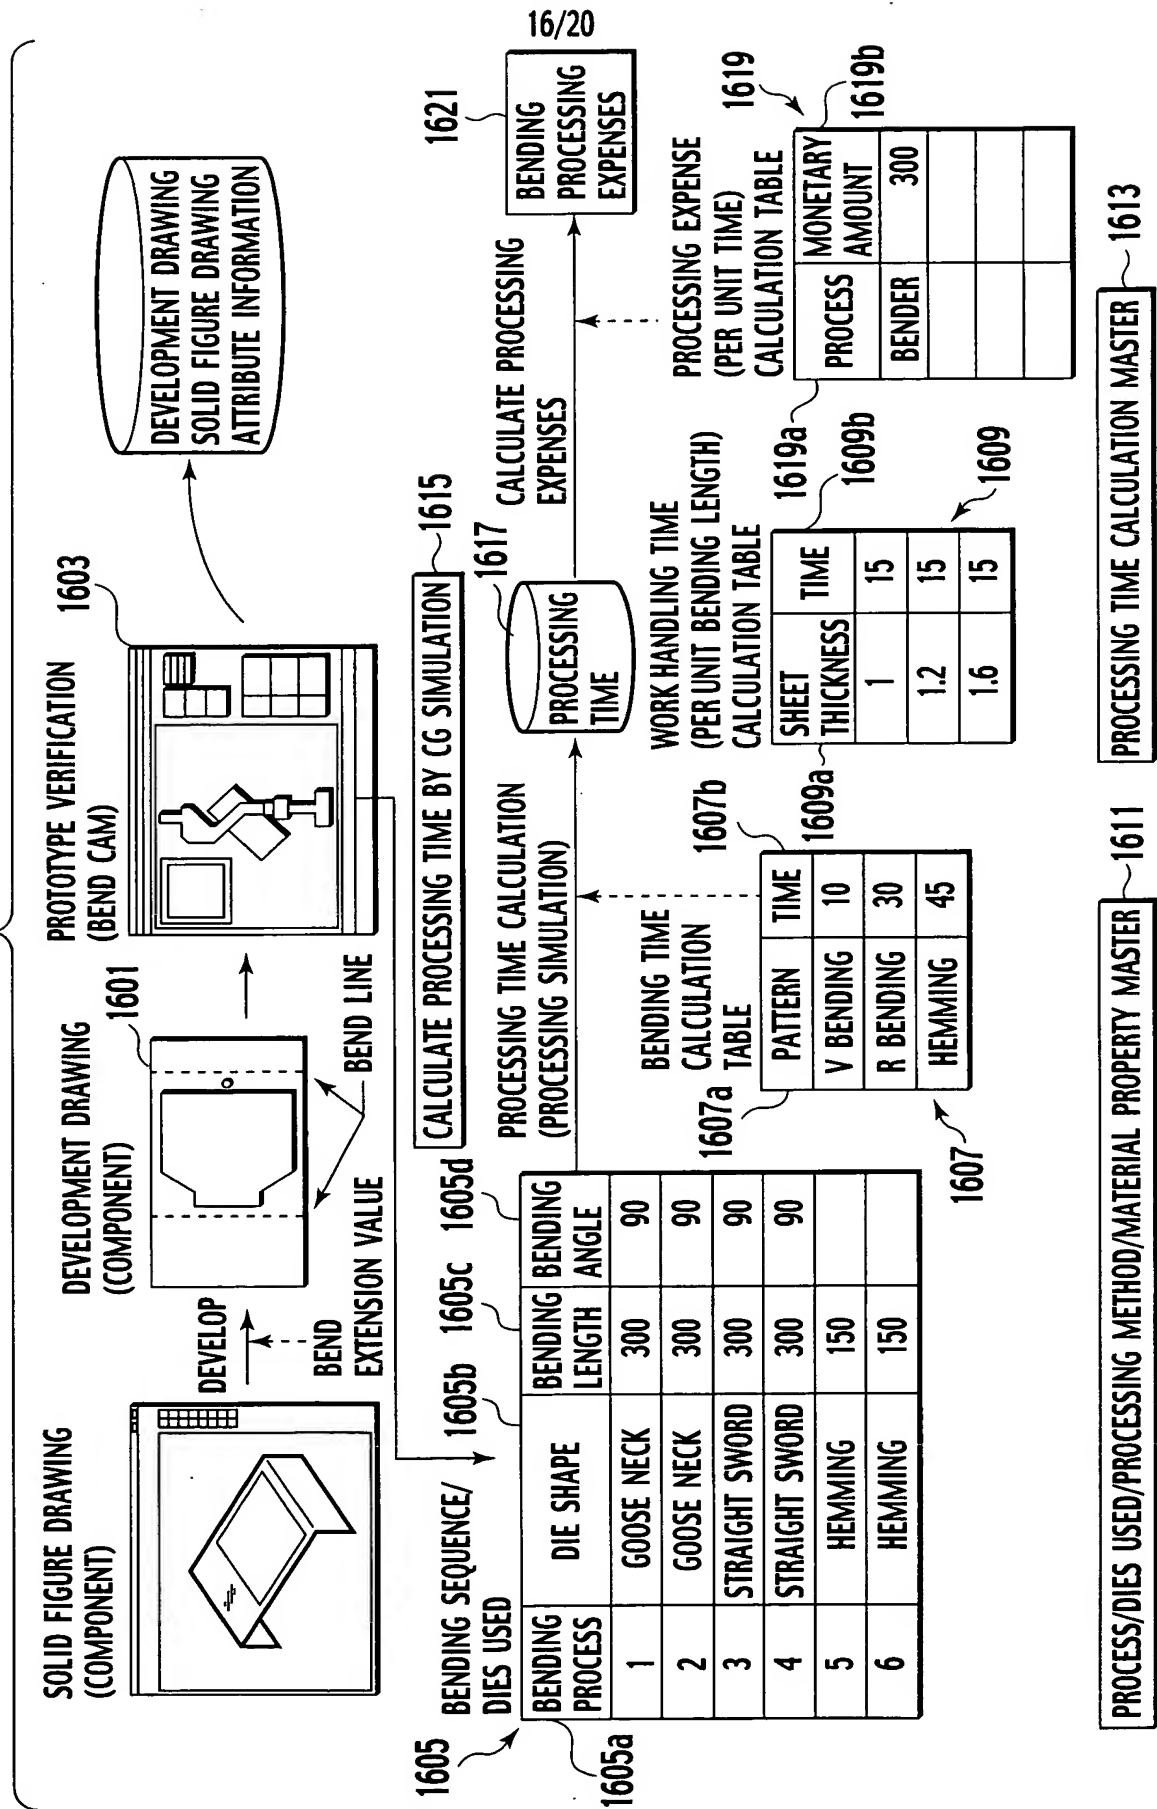 16/20
SOLID FIGURE DRAWING
(COMPONENT)
DEVELOP
BEND
EXTENSION VALUE
DEVELOPMENT DRAWING
(COMPONENT)
1601
BEND LINE
PROTOTYPE VERIFICATION
(BEND CAM)
1603
DEVELOPMENT DRAWING
SOLID FIGURE DRAWING
ATTRIBUTE INFORMATION
CALCULATE PROCESSING TIME BY CG SIMULATION
1615
1605
BENDING SEQUENCE/
DIES USED
1605a
1605b
1605c
1605d
BENDING PROCESS DIE SHAPE BENDING LENGTH BENDING ANGLE
1 GOOSE NECK 300 90
2 GOOSE NECK 300 90
3 STRAIGHT SWORD 300 90
4 STRAIGHT SWORD 300 90
5 HEMMING 150
6 HEMMING 150
PROCESSING TIME CALCULATION
(PROCESSING SIMULATION)
1617
PROCESSING
TIME
CALCULATE PROCESSING
EXPENSES
1621
BENDING
PROCESSING
EXPENSES
BENDING TIME
CALCULATION
TABLE
1607a
1607b
PATTERN TIME
V BENDING 10
R BENDING 30
HEMMING 45
1607
WORK HANDLING TIME
(PER UNIT BENDING LENGTH)
CALCULATION TABLE
1609a
1609b
SHEET THICKNESS TIME
1 15
1.2 15
1.6 15
1609
PROCESSING EXPENSE
(PER UNIT TIME)
CALCULATION TABLE
1619
1619a
1619b
PROCESS MONETARY AMOUNT
BENDER 300
PROCESS/DIES USED/PROCESSING METHOD/MATERIAL PROPERTY MASTER
1611
PROCESSING TIME CALCULATION MASTER
1613